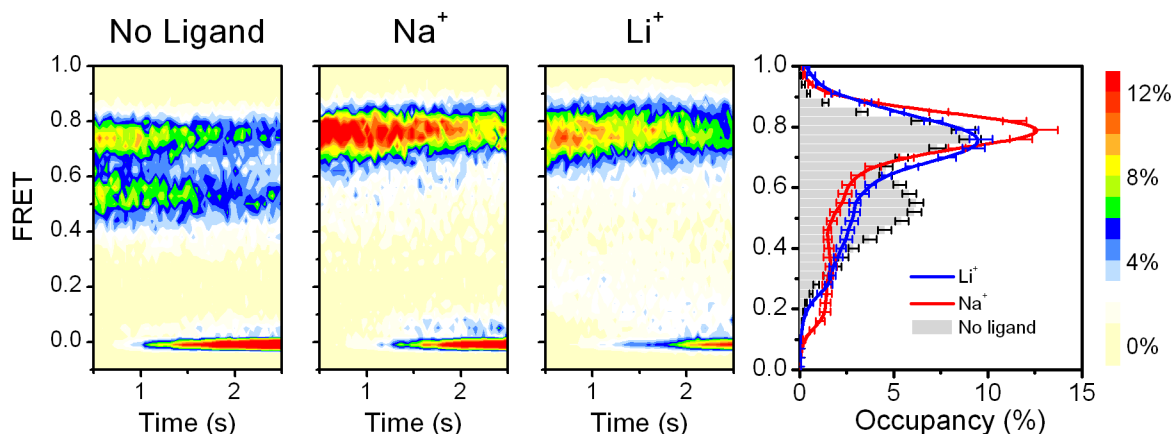 No Ligand
Na⁺
Li⁺
FRET
1.0
0.8
0.6
0.4
0.2
0.0
1 2
Time (s)
1 2
Time (s)
1 2
Time (s)
1.0
0.8
0.6
0.4
0.2
0.0
0 5 10 15
Occupancy (%)
Li⁺
Na⁺
No ligand
12%
8%
4%
0%